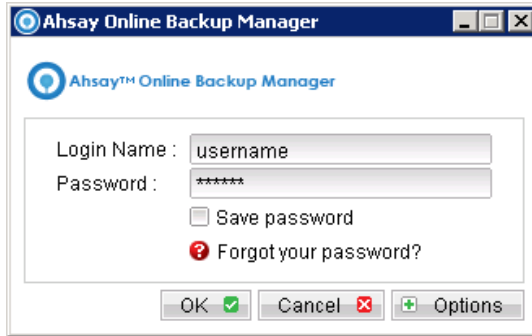 Ahsay Online Backup Manager
Ahsay™ Online Backup Manager
Login Name : username
Password : ******
Save password
Forgot your password?
OK Cancel Options